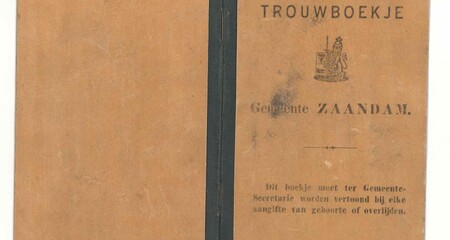 TROUWBOEKJE
Gemeente ZAANDAM.
Dit boekje moet ter Gemeente-
Secretarie worden vertoond bij elke
aangifte van geboorte of overlijden.